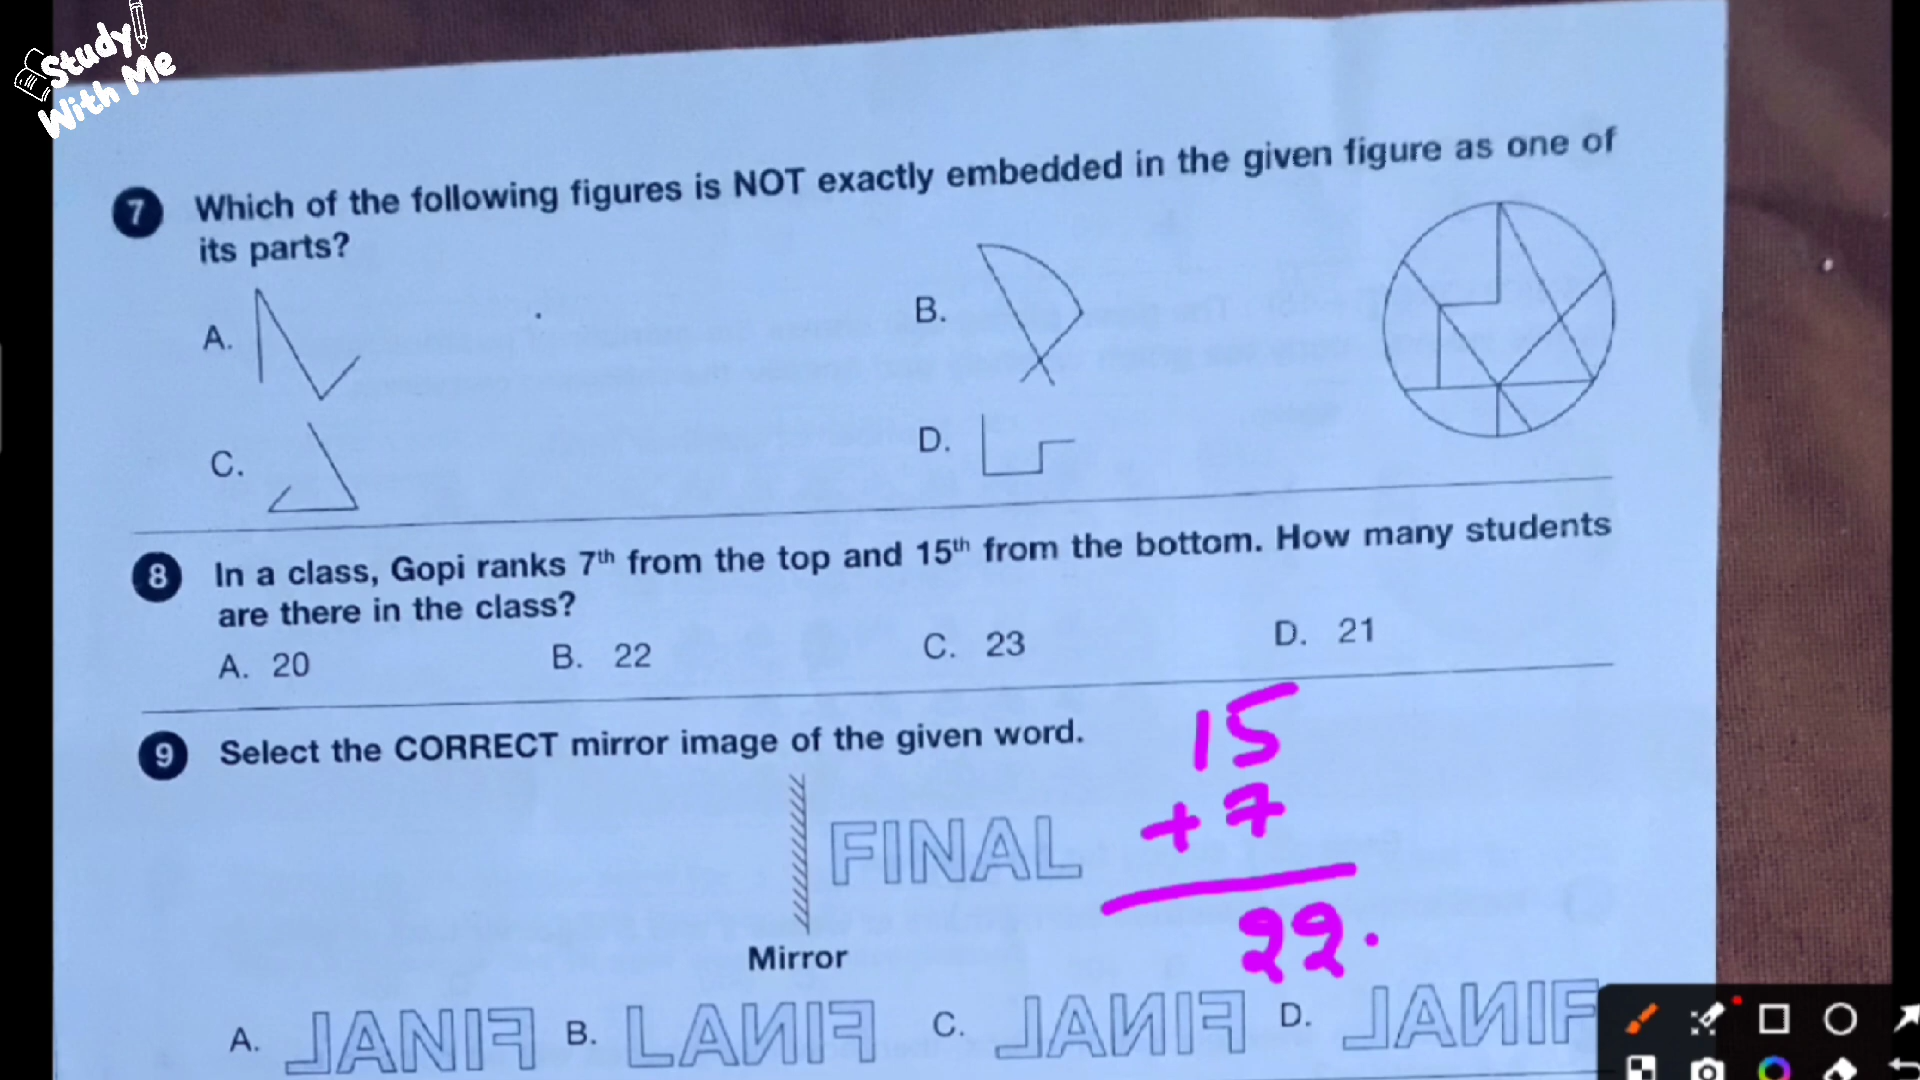 Study
With Me
7 Which of the following figures is NOT exactly embedded in the given figure as one of
its parts?
A.
B.
C.
D.
8 In a class, Gopi ranks 7th from the top and 15th from the bottom. How many students
are there in the class?
A. 20 B. 22 C. 23 D. 21
9 Select the CORRECT mirror image of the given word.
15
+ 7
22.
FINAL
Mirror
A. B. C. D.